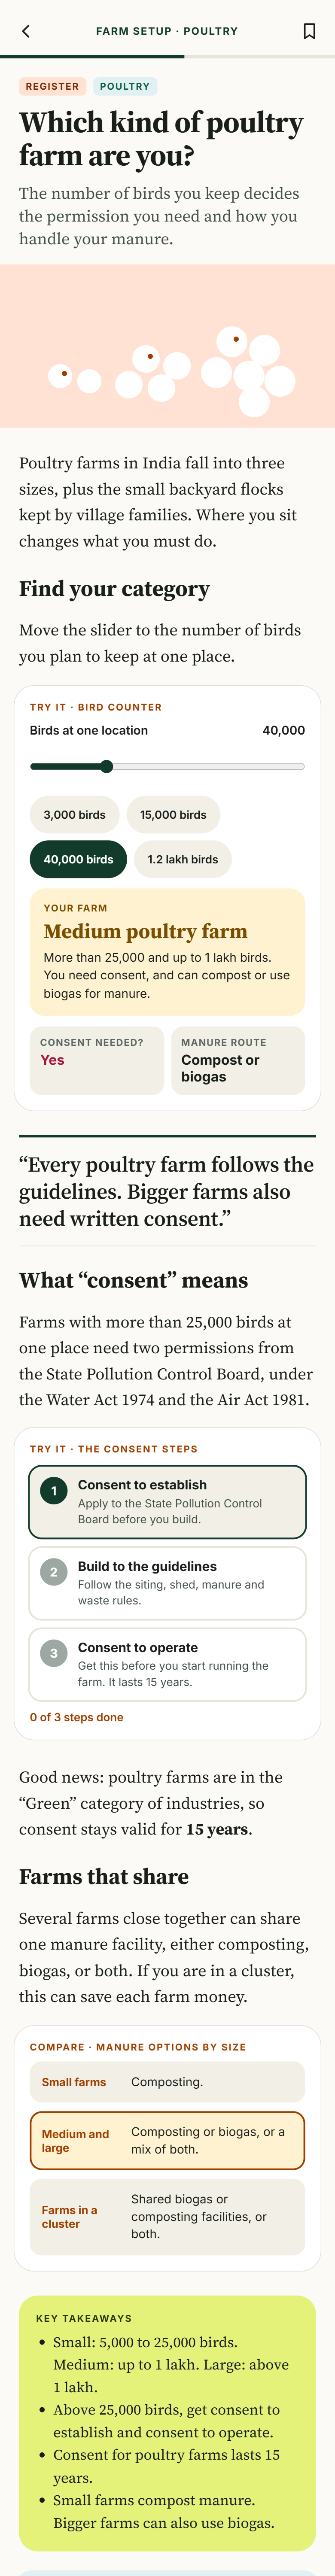 FARM SETUP · POULTRY
REGISTER
POULTRY
Which kind of poultry
farm are you?
The number of birds you keep decides
the permission you need and how you
handle your manure.
Poultry farms in India fall into three
sizes, plus the small backyard flocks
kept by village families. Where you sit
changes what you must do.
Find your category
Move the slider to the number of birds
you plan to keep at one place.
TRY IT · BIRD COUNTER
Birds at one location
40,000
3,000 birds
15,000 birds
40,000 birds
1.2 lakh birds
YOUR FARM
Medium poultry farm
More than 25,000 and up to 1 lakh birds.
You need consent, and can compost or use
biogas for manure.
CONSENT NEEDED?
Yes
MANURE ROUTE
Compost or
biogas
“Every poultry farm follows the
guidelines. Bigger farms also
need written consent.”
What “consent” means
Farms with more than 25,000 birds at
one place need two permissions from
the State Pollution Control Board, under
the Water Act 1974 and the Air Act 1981.
TRY IT · THE CONSENT STEPS
1
Consent to establish
Apply to the State Pollution Control
Board before you build.
2
Build to the guidelines
Follow the siting, shed, manure and
waste rules.
3
Consent to operate
Get this before you start running the
farm. It lasts 15 years.
0 of 3 steps done
Good news: poultry farms are in the
“Green” category of industries, so
consent stays valid for 15 years.
Farms that share
Several farms close together can share
one manure facility, either composting,
biogas, or both. If you are in a cluster,
this can save each farm money.
COMPARE · MANURE OPTIONS BY SIZE
Small farms
Composting.
Medium and
large
Composting or biogas, or a
mix of both.
Farms in a
cluster
Shared biogas or
composting facilities, or
both.
KEY TAKEAWAYS
• Small: 5,000 to 25,000 birds.
Medium: up to 1 lakh. Large: above
1 lakh.
• Above 25,000 birds, get consent to
establish and consent to operate.
• Consent for poultry farms lasts 15
years.
• Small farms compost manure.
Bigger farms can also use biogas.